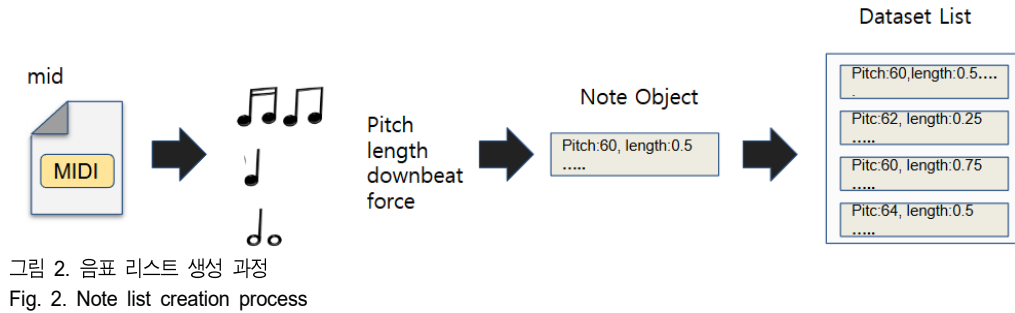 mid
MIDI
Pitch
length
downbeat
force
Note Object
Pitch:60, length:0.5
.....
Dataset List
Pitch:60,length:0.5....
.
Pitc:62, length:0.25
.....
Pitc:60, length:0.75
.....
Pitc:64, length:0.5
.....
그림 2. 음표 리스트 생성 과정
Fig. 2. Note list creation process